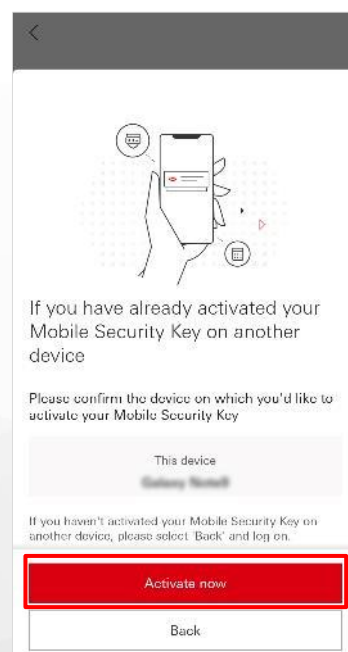 If you have already activated your
Mobile Security Key on another
device
Please confirm the device on which you'd like to
activate your Mobile Security Key
This device
If you haven't activated your Mobile Security Key on
another device, please select 'Back' and log on.
Activate now
Back